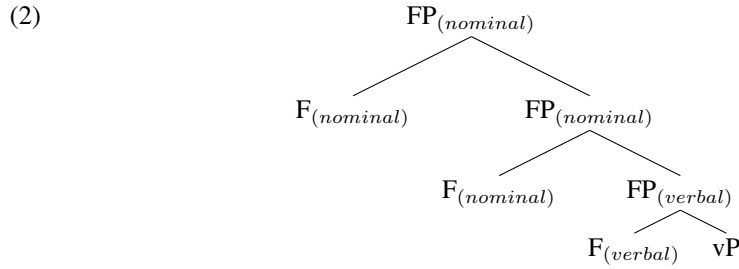 (2) FP(nominal)
F(nominal) FP(nominal)
F(nominal) FP(verbal)
F(verbal) vP